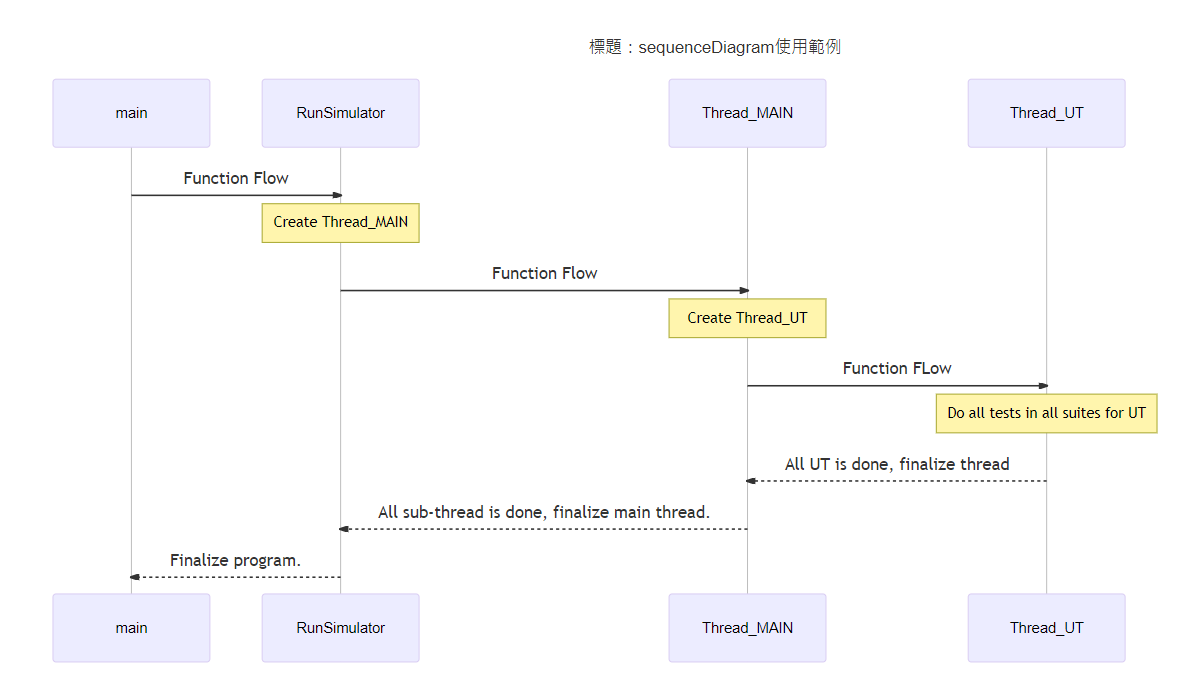 標題：sequenceDiagram使用範例
main
RunSimulator
Thread_MAIN
Thread_UT
Function Flow
Create Thread_MAIN
Function Flow
Create Thread_UT
Function FLow
Do all tests in all suites for UT
All UT is done, finalize thread
All sub-thread is done, finalize main thread.
Finalize program.
main
RunSimulator
Thread_MAIN
Thread_UT